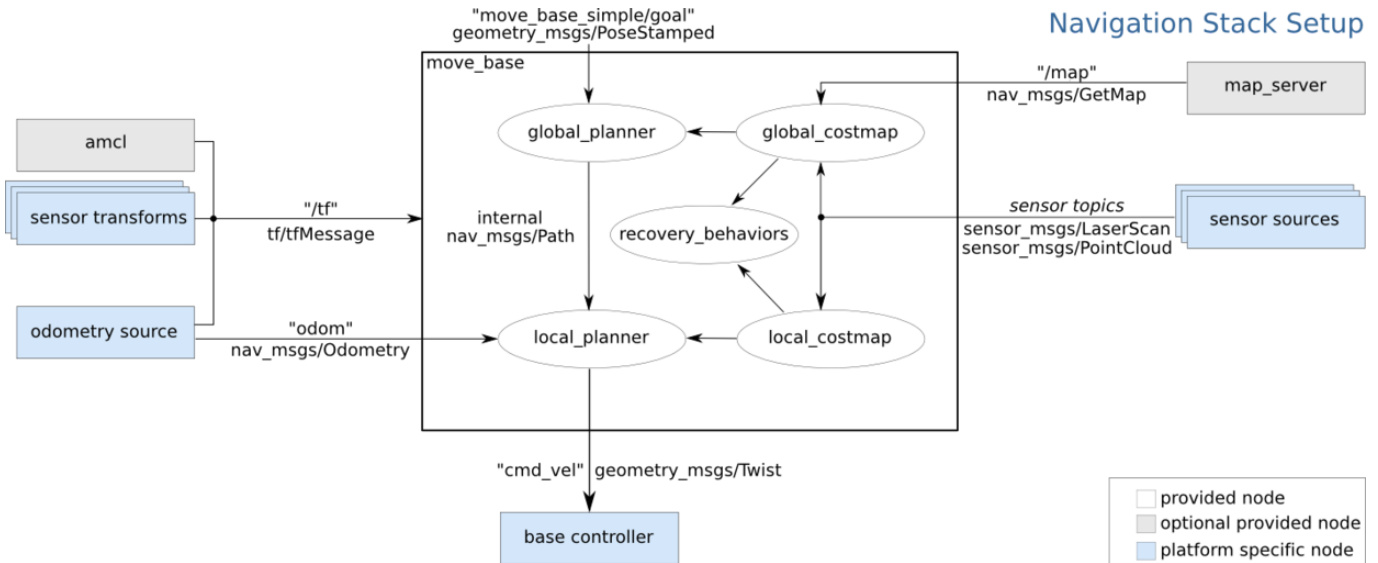 "move_base_simple/goal"
geometry_msgs/PoseStamped
Navigation Stack Setup
move_base
"/map"
nav_msgs/GetMap
map_server
amcl
global_planner
global_costmap
sensor transforms
"/tf"
tf/tfMessage
internal
nav_msgs/Path
recovery_behaviors
sensor topics
sensor_msgs/LaserScan
sensor_msgs/PointCloud
sensor sources
odometry source
"odom"
nav_msgs/Odometry
local_planner
local_costmap
"cmd_vel"
geometry_msgs/Twist
base controller
provided node
optional provided node
platform specific node